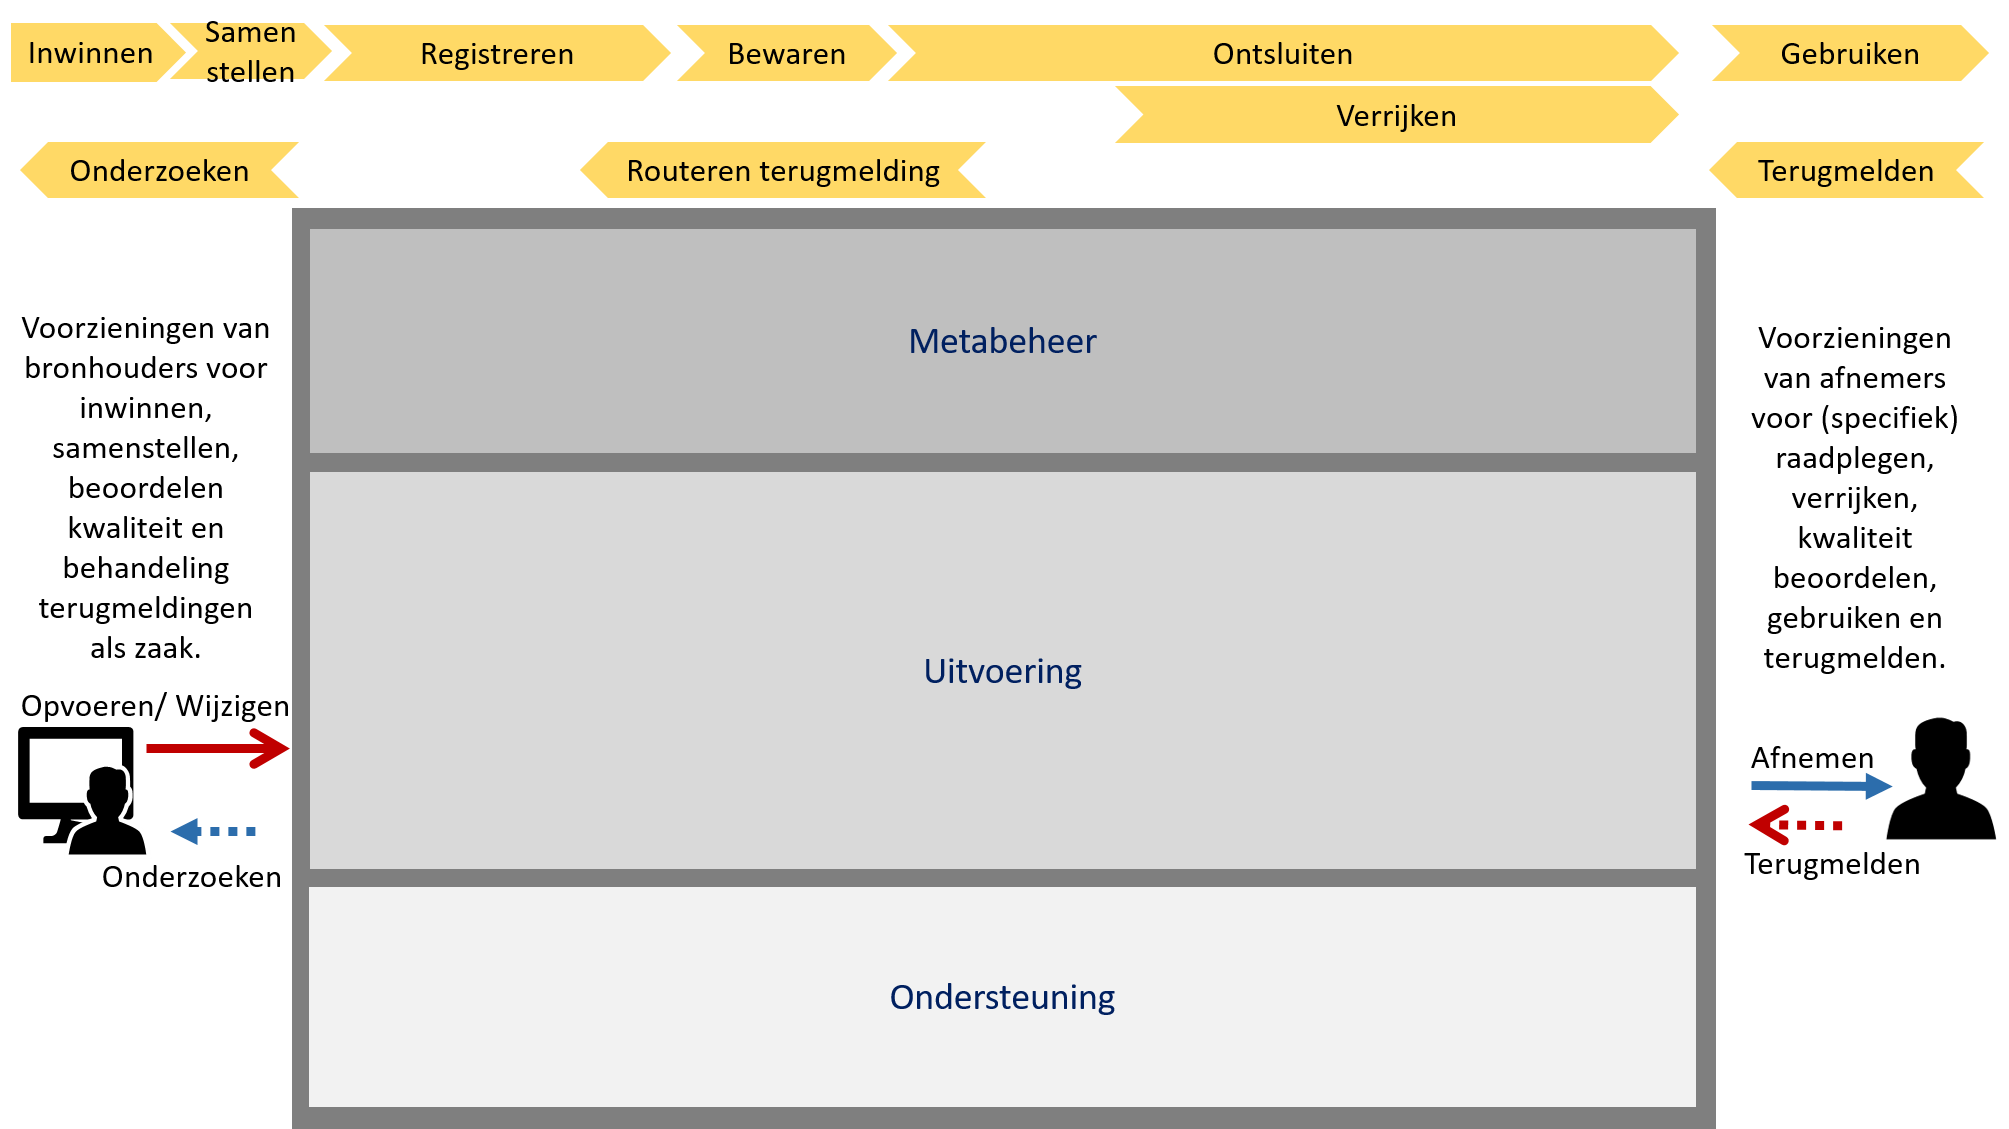 Inwinnen
Samen
stellen
Registreren
Bewaren
Ontsluiten
Gebruiken
Verrijken
Onderzoeken
Routeren terugmelding
Terugmelden
Voorzieningen van
bronhouders voor
inwinnen,
samenstellen,
beoordelen
kwaliteit en
behandeling
terugmeldingen
als zaak.
Opvoeren/ Wijzigen
Onderzoeken
Metabeheer
Uitvoering
Ondersteuning
Voorzieningen
van afnemers
voor (specifiek)
raadplegen,
verrijken,
kwaliteit
beoordelen,
gebruiken en
terugmelden.
Afnemen
Terugmelden